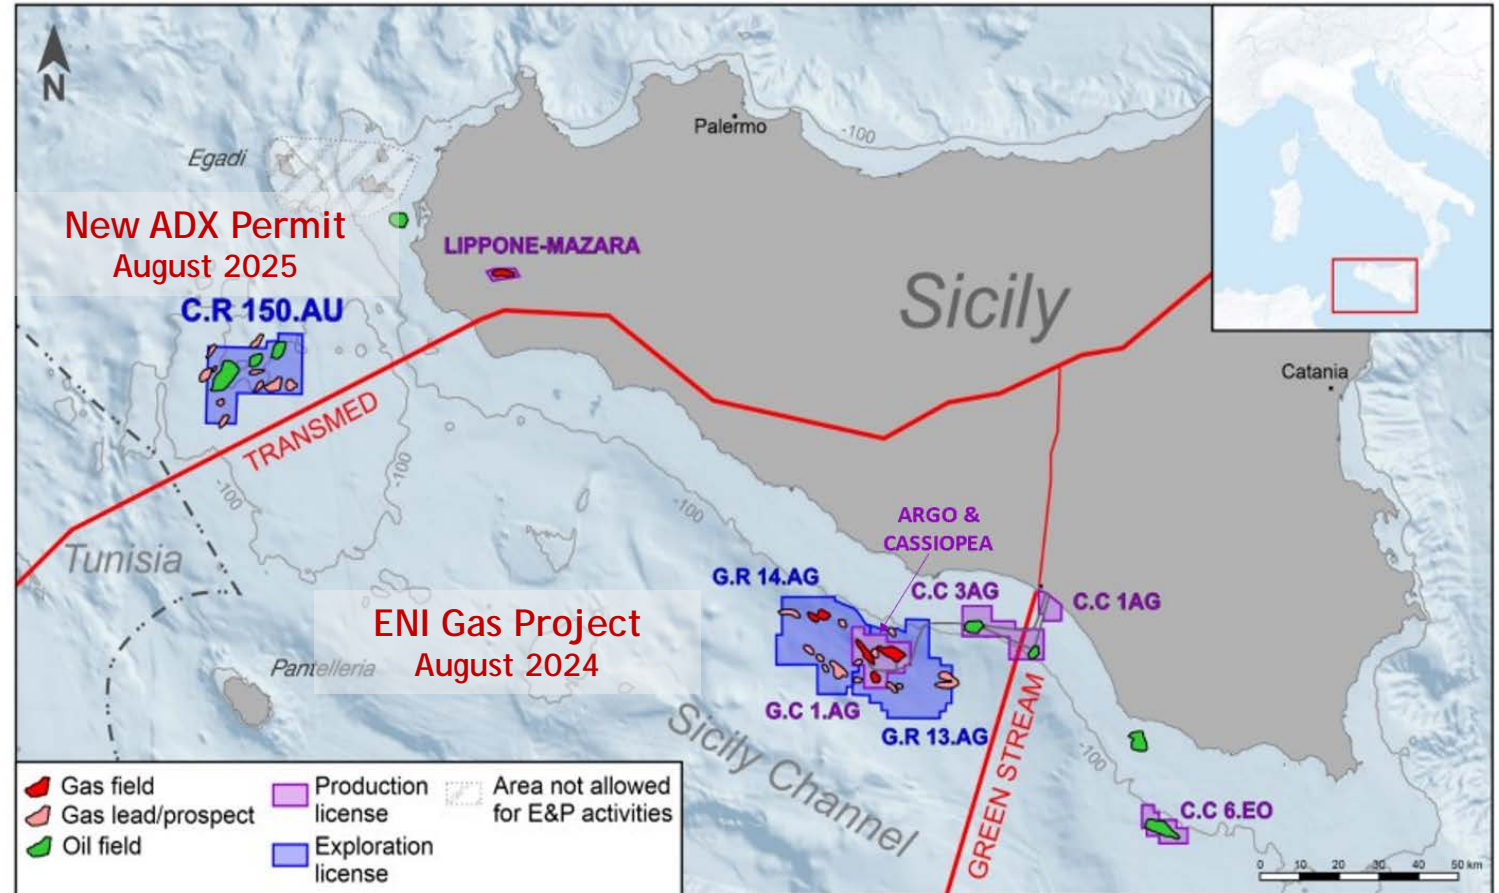 N
Palermo
-100
Egadi
New ADX Permit
August 2025
LIPPONE-MAZARA
Sicily
C.R 150.AU
Catania
TRANSMED
-100
-100
-100
Tunisia
ARGO &
CASSIOPEA
G.R 14.AG
C.C 3AG
C.C 1AG
ENI Gas Project
August 2024
Pantelleria
G.C 1.AG
G.R 13.AG
Sicily Channel
GREEN STREAM
-100
C.C 6.EO
Gas field
Gas lead/prospect
Oil field
Production
license
Exploration
license
Area not allowed
for E&P activities
0 10 20 30 40 50 km